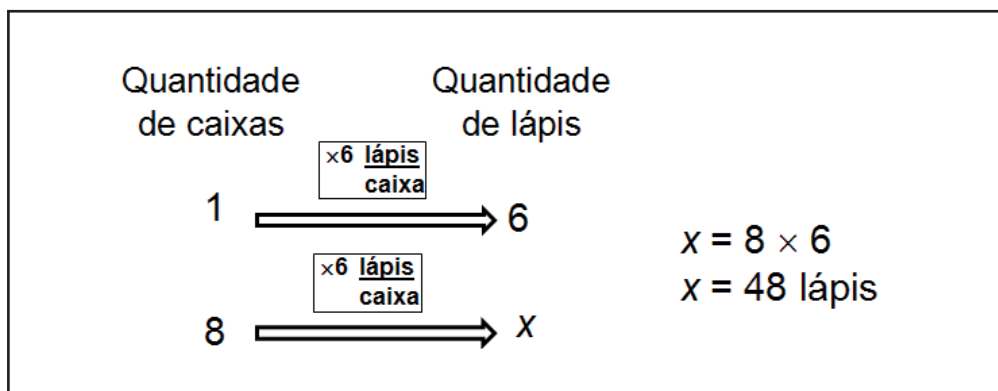 Quantidade de caixas
Quantidade de lápis
×6 lápis
caixa
1
6
×6 lápis
caixa
8
x
x = 8 × 6
x = 48 lápis